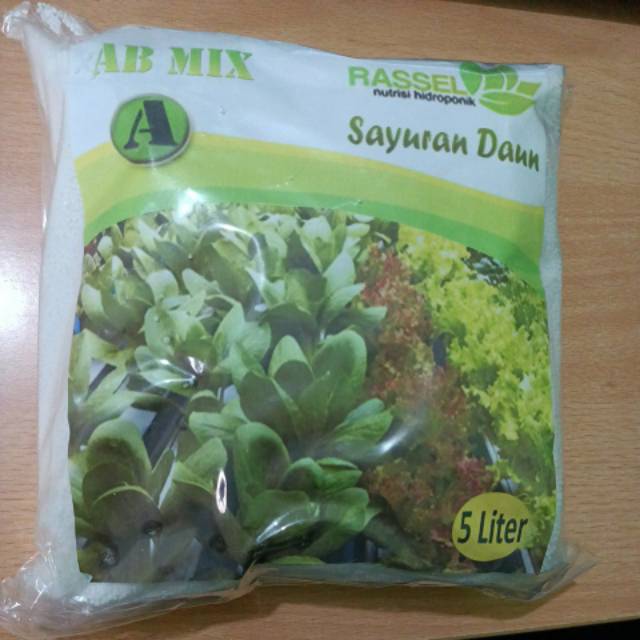 AB MIX
RASSEL
nutrisi hidroponik
A
Sayuran Daun
5 Liter